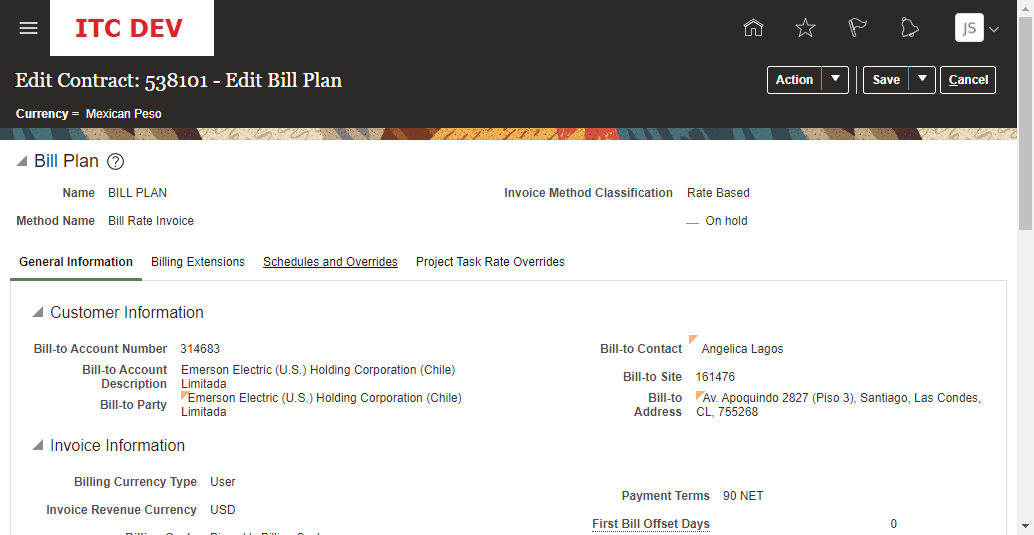 ITC DEV
JS
Edit Contract: 538101 - Edit Bill Plan
Action
Save
Cancel
Currency = Mexican Peso
Bill Plan
Name BILL PLAN
Invoice Method Classification Rate Based
Method Name Bill Rate Invoice
On hold
General Information Billing Extensions Schedules and Overrides Project Task Rate Overrides
Customer Information
Bill-to Account Number 314683
Bill-to Contact Angelica Lagos
Bill-to Account Description Emerson Electric (U.S.) Holding Corporation (Chile)
Limitada
Bill-to Site 161476
Bill-to Party Emerson Electric (U.S.) Holding Corporation (Chile)
Limitada
Bill-to Address Av. Apoquindo 2827 (Piso 3), Santiago, Las Condes,
CL, 755268
Invoice Information
Billing Currency Type User
Payment Terms 90 NET
Invoice Revenue Currency USD
First Bill Offset Days 0